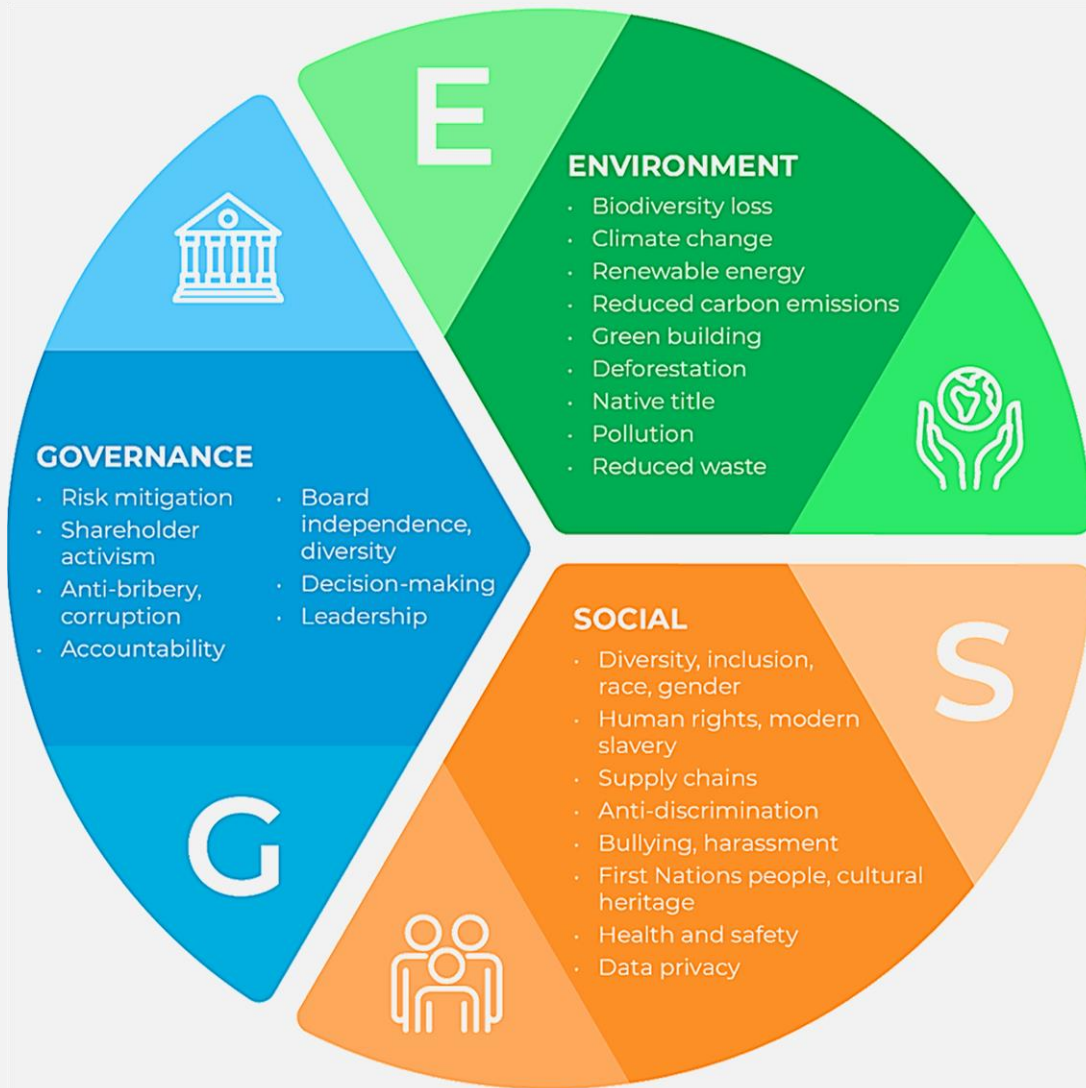 E
ENVIRONMENT
· Biodiversity loss
· Climate change
· Renewable energy
· Reduced carbon emissions
· Green building
· Deforestation
· Native title
· Pollution
· Reduced waste
S
SOCIAL
· Diversity, inclusion,
race, gender
· Human rights, modern
slavery
· Supply chains
· Anti-discrimination
· Bullying, harassment
· First Nations people, cultural
heritage
· Health and safety
· Data privacy
G
GOVERNANCE
· Risk mitigation
· Shareholder
activism
· Anti-bribery,
corruption
· Accountability
· Board
independence,
diversity
· Decision-making
· Leadership